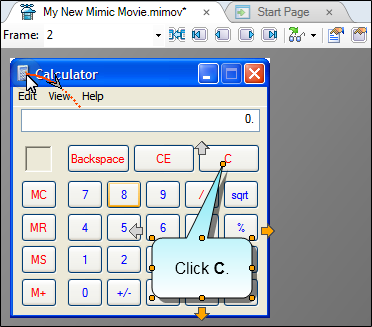 My New Mimic Movie.mimov* Start Page
Frame: 2
Calculator
Edit View Help
0.
Backspace CE C
MC 7 8 9 / sqrt
MR 4 5 6 %
MS 1 2
M+ 0 +/-
Click C.